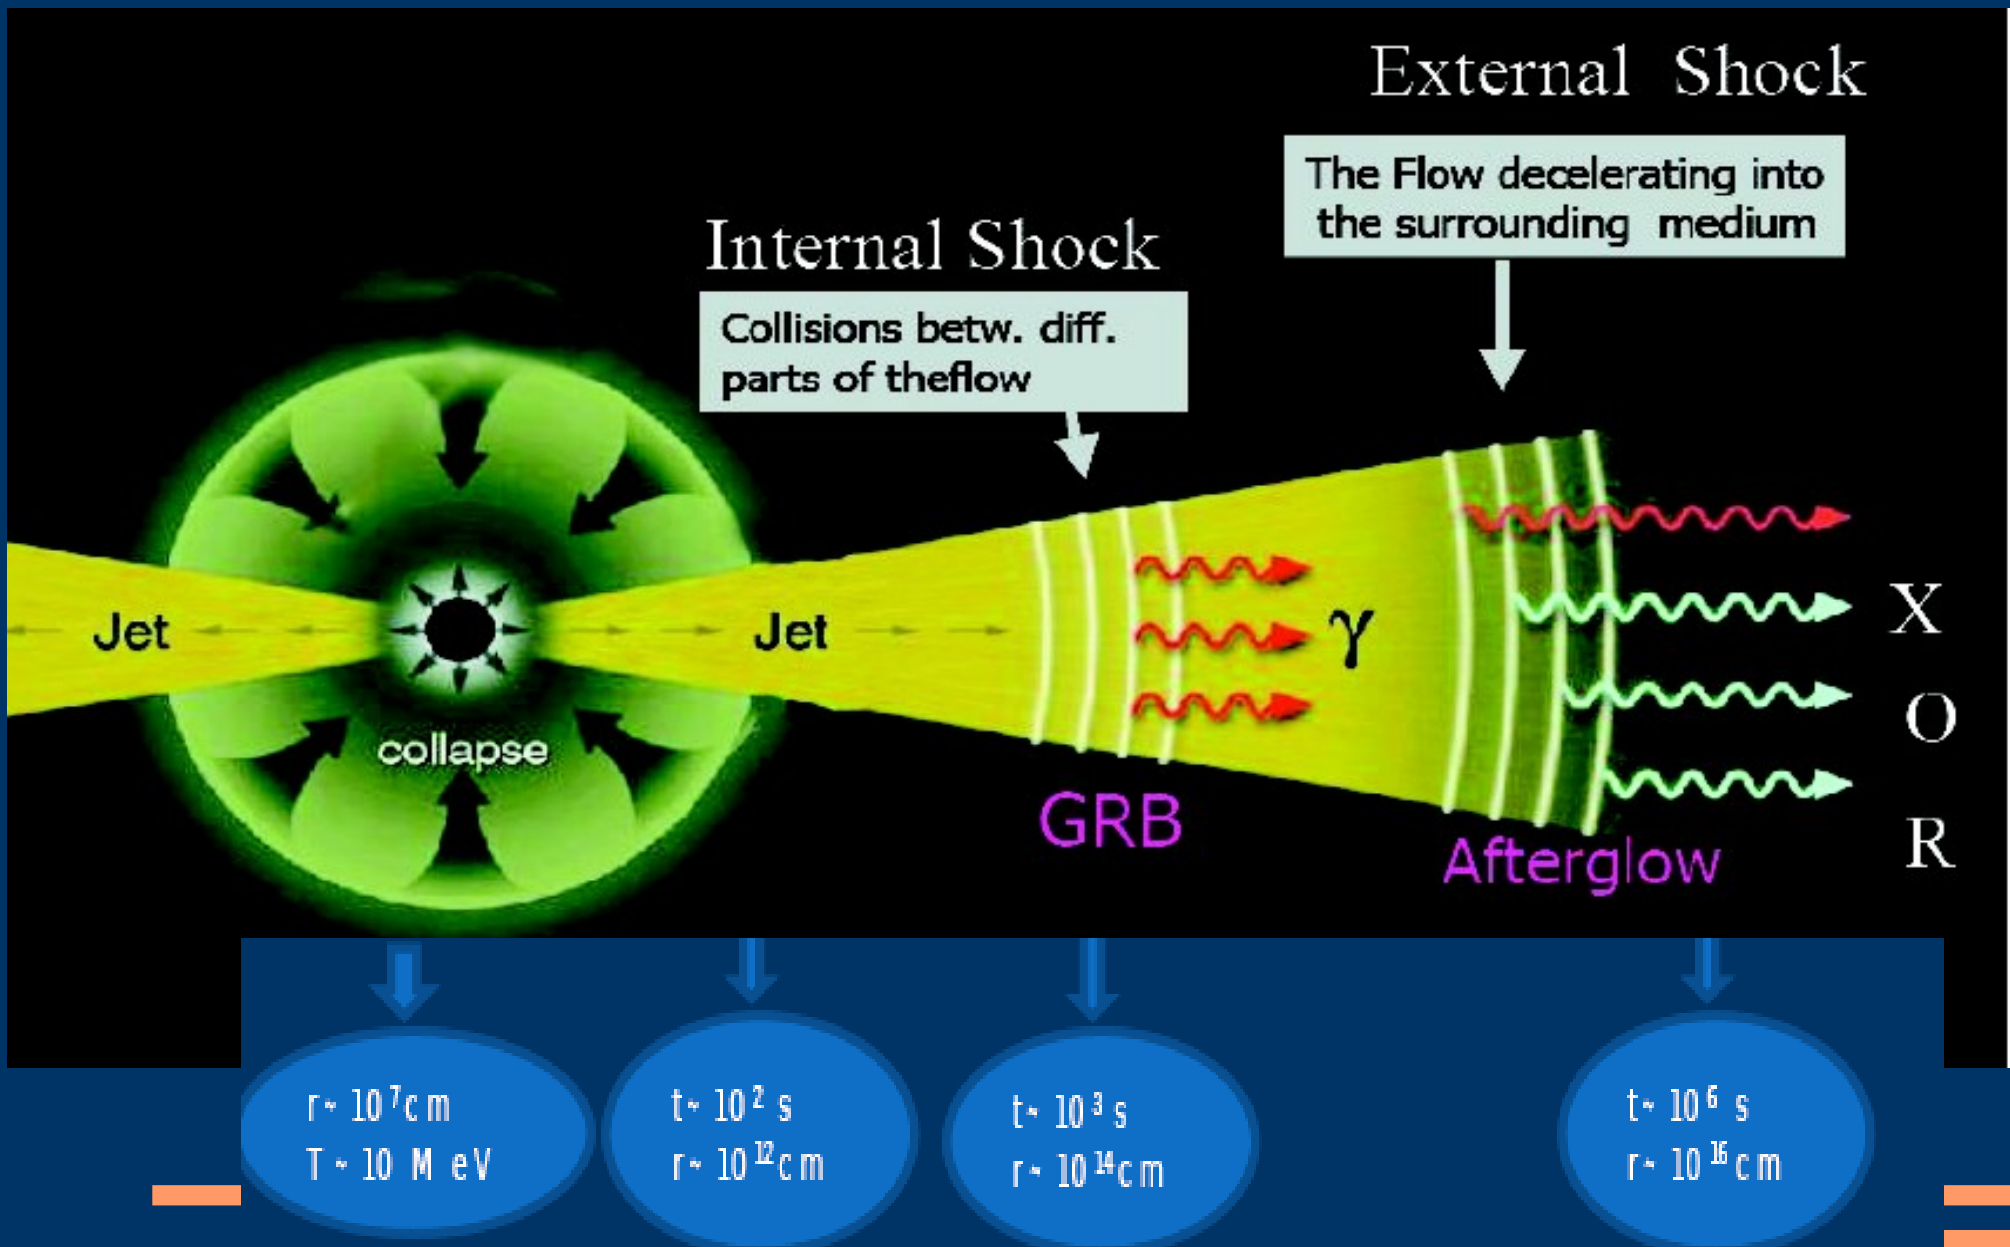 External Shock
The Flow decelerating into
the surrounding medium
Internal Shock
Collisions betw. diff.
parts of theflow
Jet
Jet
γ
X
O
R
collapse
GRB
Afterglow
r~ 10⁷cm
T~ 10 MeV
t~ 10² s
r~ 10¹²cm
t~ 10³ s
r~ 10¹⁴cm
t~ 10⁶ s
r~ 10¹⁶cm